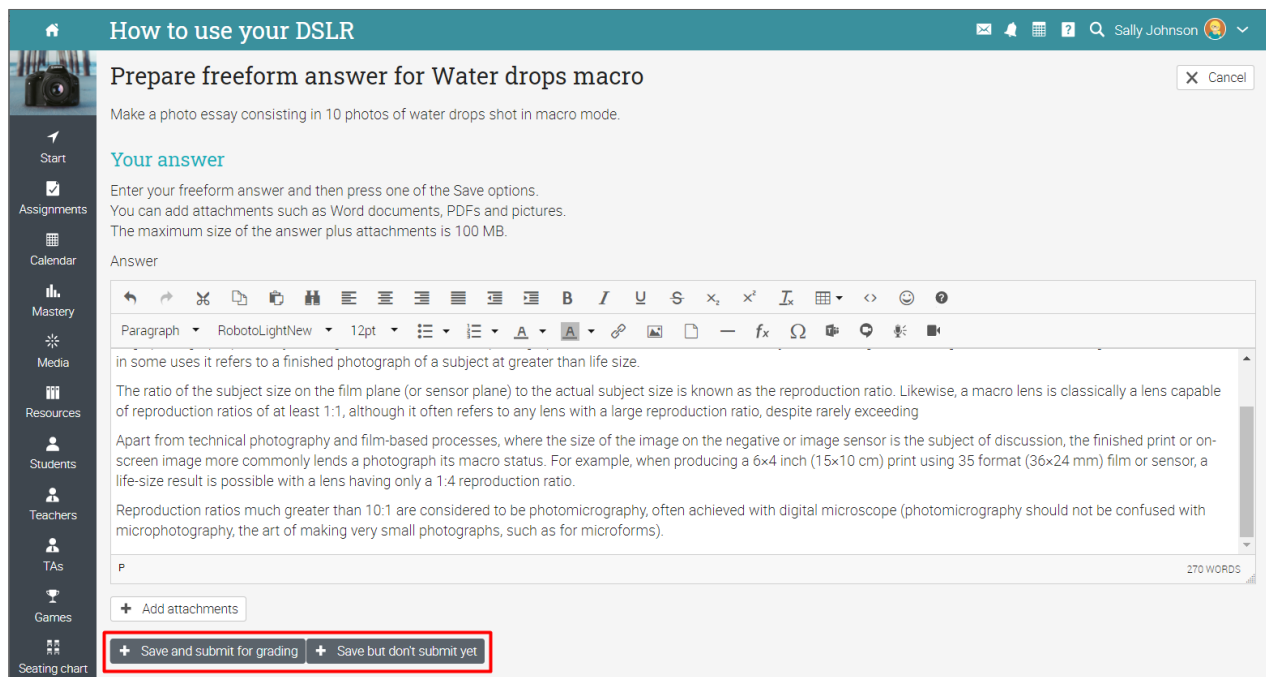 How to use your DSLR
Sally Johnson
Prepare freeform answer for Water drops macro
Cancel
Make a photo essay consisting in 10 photos of water drops shot in macro mode.
Start
Assignments
Calendar
Mastery
Media
Resources
Students
Teachers
TAs
Games
Seating chart
Your answer
Enter your freeform answer and then press one of the Save options.
You can add attachments such as Word documents, PDFs and pictures.
The maximum size of the answer plus attachments is 100 MB.
Answer
B I U S x₂ x² Ix
Paragraph RobotoLightNew 12pt A A fx Ω
in some uses it refers to a finished photograph of a subject at greater than life size.
The ratio of the subject size on the film plane (or sensor plane) to the actual subject size is known as the reproduction ratio. Likewise, a macro lens is classically a lens capable
of reproduction ratios of at least 1:1, although it often refers to any lens with a large reproduction ratio, despite rarely exceeding
Apart from technical photography and film-based processes, where the size of the image on the negative or image sensor is the subject of discussion, the finished print or on-
screen image more commonly lends a photograph its macro status. For example, when producing a 6×4 inch (15×10 cm) print using 35 format (36×24 mm) film or sensor, a
life-size result is possible with a lens having only a 1:4 reproduction ratio.
Reproduction ratios much greater than 10:1 are considered to be photomicrography, often achieved with digital microscope (photomicrography should not be confused with
microphotography, the art of making very small photographs, such as for microforms).
P
270 WORDS
Add attachments
Save and submit for grading
Save but don't submit yet